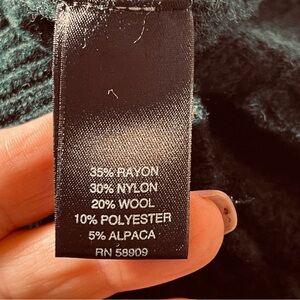 35% RAYON
30% NYLON
20% WOOL
10% POLYESTER
5% ALPACA
RN 58909